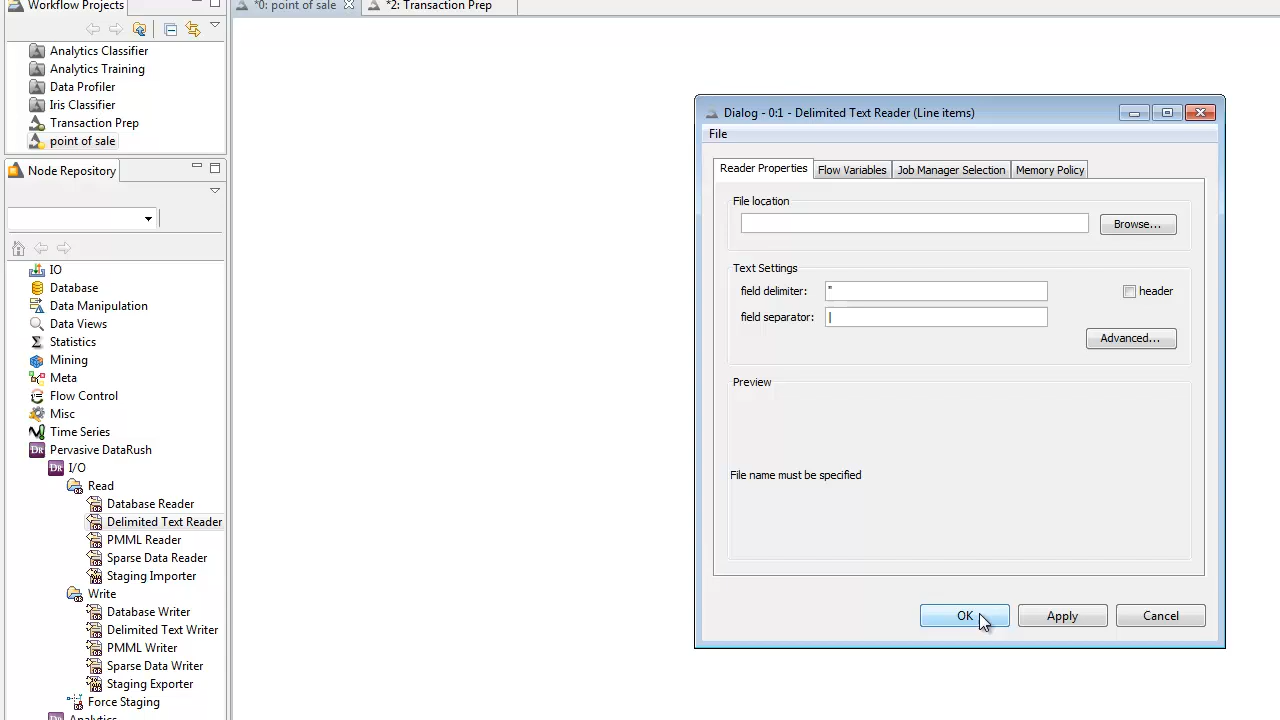 Workflow Projects
*0: point of sale
*2: Transaction Prep
Analytics Classifier
Analytics Training
Data Profiler
Iris Classifier
Transaction Prep
point of sale
Node Repository
IO
Database
Data Manipulation
Data Views
Statistics
Mining
Meta
Flow Control
Misc
Time Series
Pervasive DataRush
I/O
Read
Database Reader
Delimited Text Reader
PMML Reader
Sparse Data Reader
Staging Importer
Write
Database Writer
Delimited Text Writer
PMML Writer
Sparse Data Writer
Staging Exporter
Force Staging
Analytics
Dialog - 0:1 - Delimited Text Reader (Line items)
File
Reader Properties Flow Variables Job Manager Selection Memory Policy
File location
Browse...
Text Settings
field delimiter: " header
field separator: |
Advanced...
Preview
File name must be specified
OK Apply Cancel